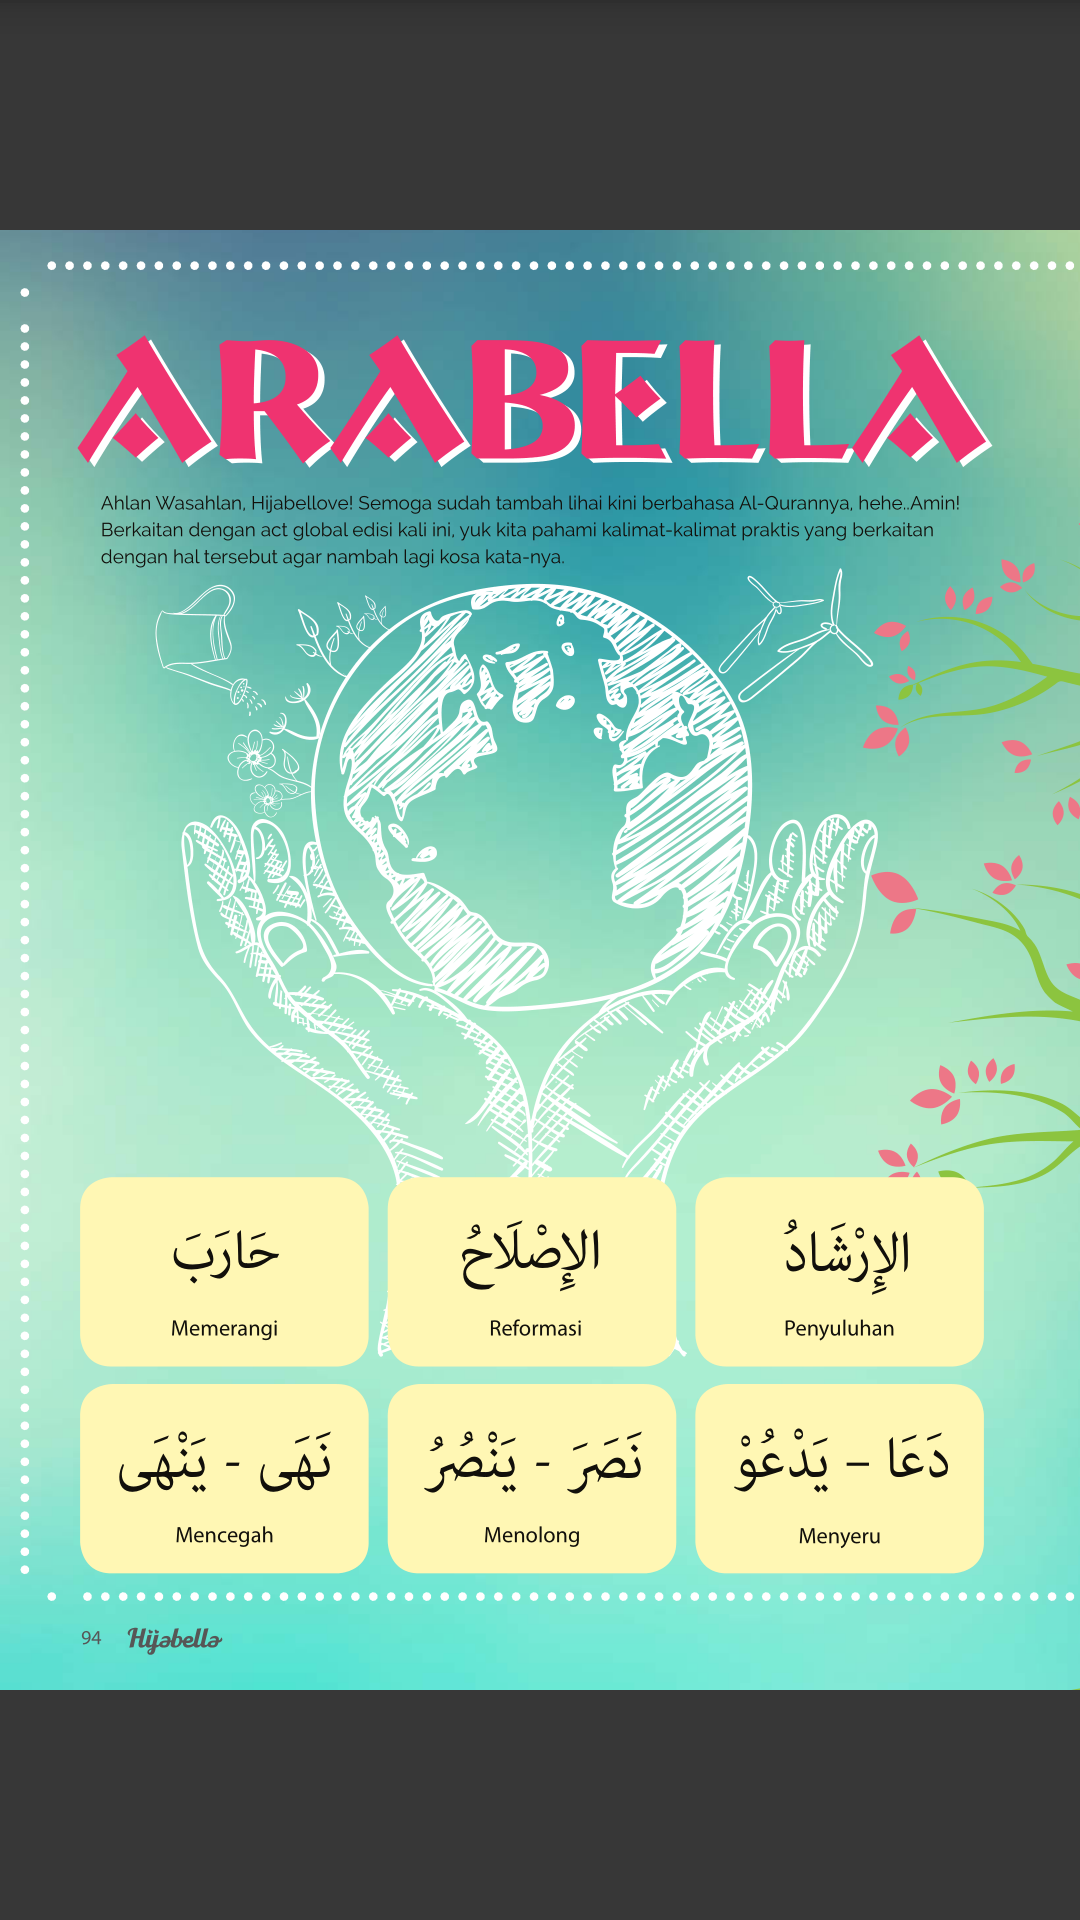 ARABELLA
Ahlan Wasahlan, Hijabellove! Semoga sudah tambah lihai kini berbahasa Al-Qurannya, hehe..Amin!
Berkaitan dengan act global edisi kali ini, yuk kita pahami kalimat-kalimat praktis yang berkaitan
dengan hal tersebut agar nambah lagi kosa kata-nya.
الإِرْشَادُ
Penyuluhan
الإِصْلَاحُ
Reformasi
حَارَبَ
Memerangi
دَعَا – يَدْعُوْ
Menyeru
نَصَرَ - يَنْصُرُ
Menolong
نَهَى - يَنْهَى
Mencegah
94 Hijabella